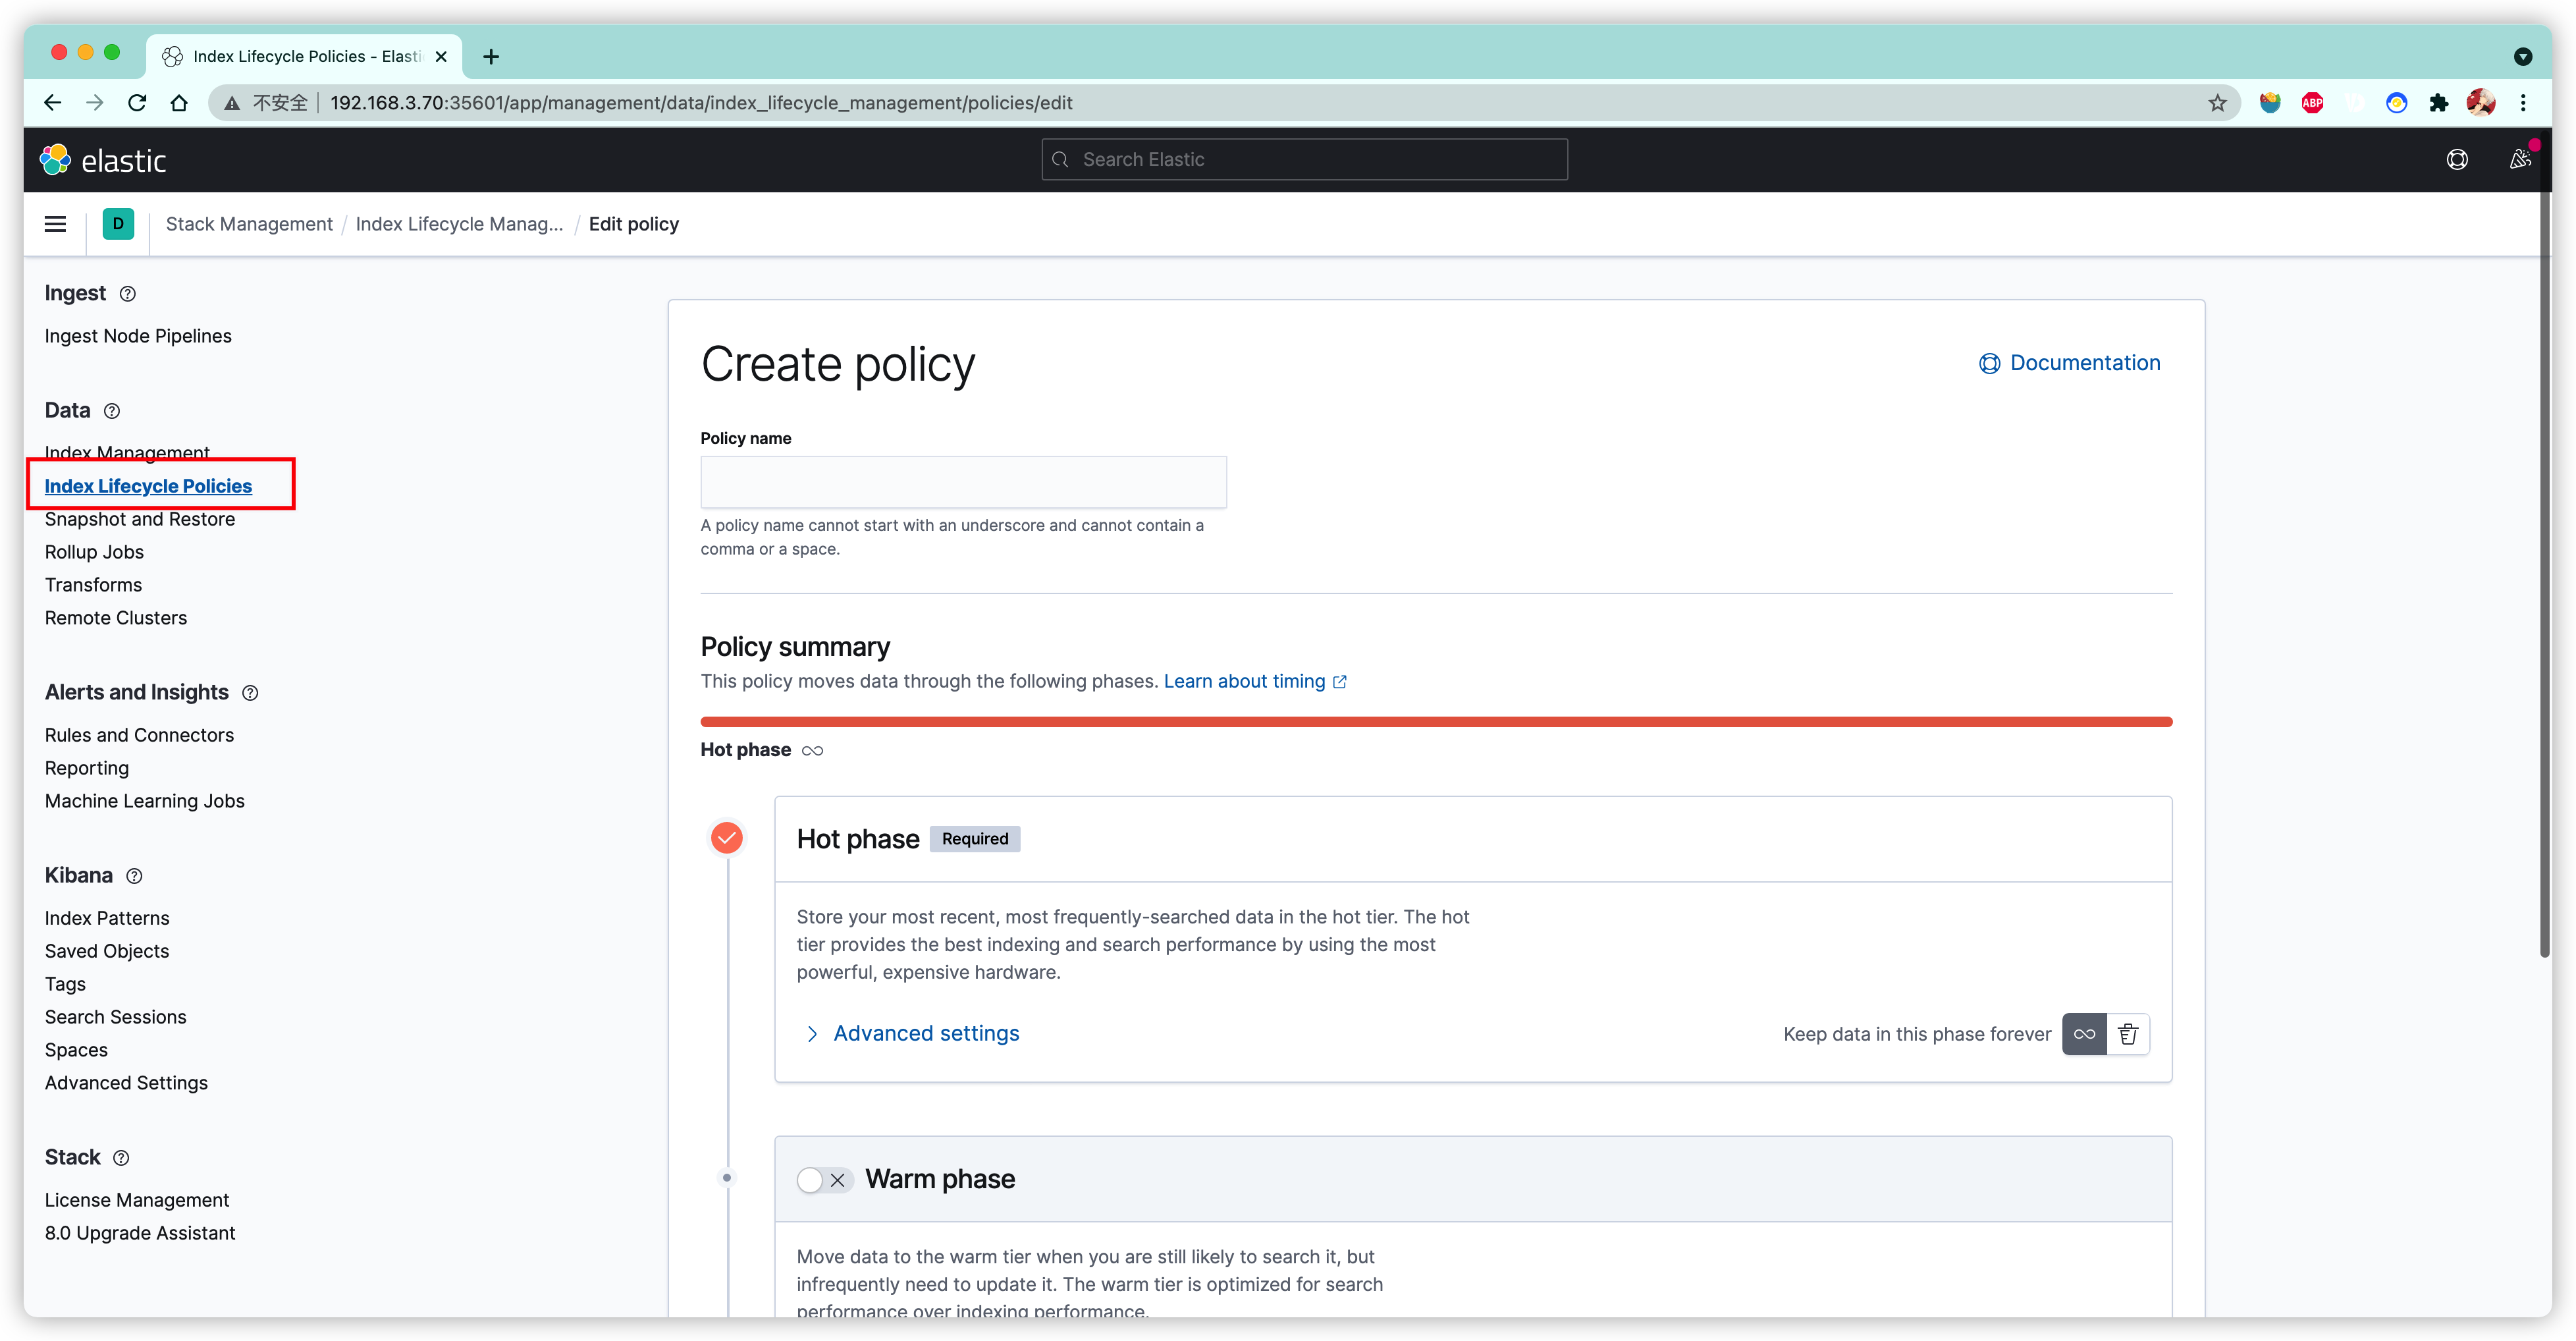 Index Lifecycle Policies - Elasti
不安全 192.168.3.70:35601/app/management/data/index_lifecycle_management/policies/edit
ABP
elastic
Search Elastic
D
Stack Management / Index Lifecycle Manag... / Edit policy
Ingest
Ingest Node Pipelines
Data
Index Management
Index Lifecycle Policies
Snapshot and Restore
Rollup Jobs
Transforms
Remote Clusters
Alerts and Insights
Rules and Connectors
Reporting
Machine Learning Jobs
Kibana
Index Patterns
Saved Objects
Tags
Search Sessions
Spaces
Advanced Settings
Stack
License Management
8.0 Upgrade Assistant
Create policy
Documentation
Policy name
A policy name cannot start with an underscore and cannot contain a
comma or a space.
Policy summary
This policy moves data through the following phases. Learn about timing
Hot phase
Hot phase Required
Store your most recent, most frequently-searched data in the hot tier. The hot
tier provides the best indexing and search performance by using the most
powerful, expensive hardware.
Advanced settings
Keep data in this phase forever
Warm phase
Move data to the warm tier when you are still likely to search it, but
infrequently need to update it. The warm tier is optimized for search
performance over indexing performance.